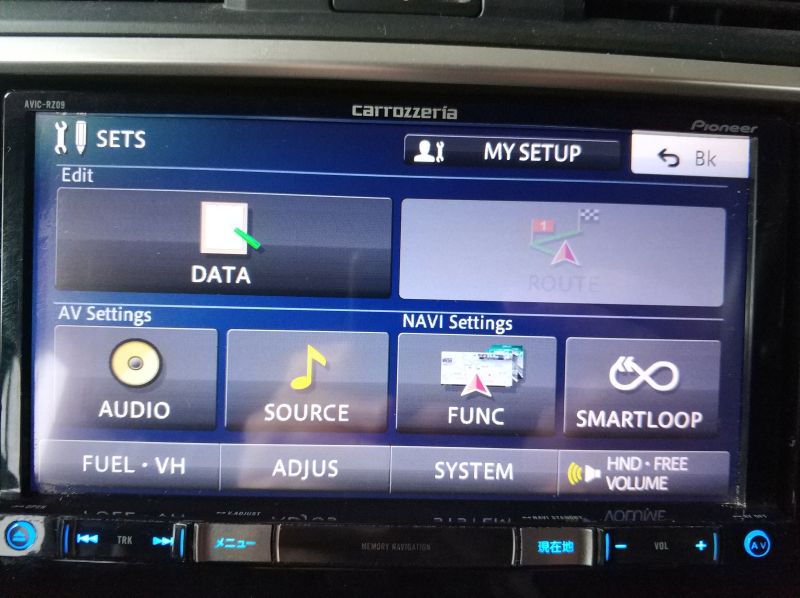 AVIC-RZ09
carrozzeria
Pioneer
SETS
MY SETUP
Bk
Edit
DATA
1
ROUTE
AV Settings
NAVI Settings
AUDIO
SOURCE
FUNC
SMARTLOOP
FUEL・VH
ADJUS
SYSTEM
HND・FREE
VOLUME
TRK
メニュー
MEMORY NAVIGATION
現在地
VOL
AV